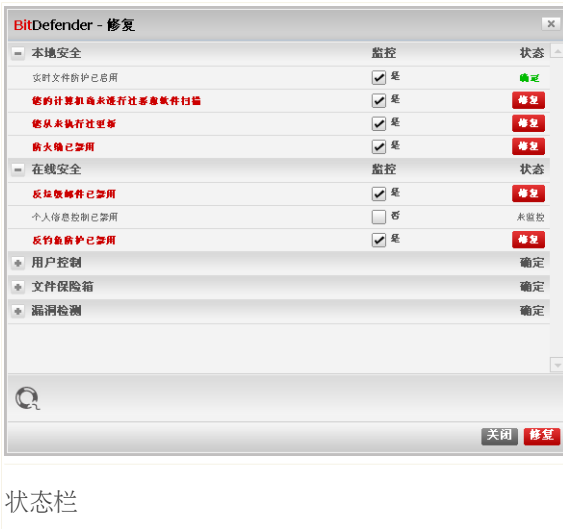 BitDefender - 修复
本地安全 监控 状态
实时文件防护已启用 是 确定
您的计算机尚未进行过恶意软件扫描 是 修复
您从未执行过更新 是 修复
防火墙已禁用 是 修复
在线安全 监控 状态
反垃圾邮件已禁用 是 修复
个人信息控制已禁用 否 未监控
反钓鱼防护已禁用 是 修复
用户控制 确定
文件保险箱 确定
漏洞检测 确定
关闭 修复
状态栏